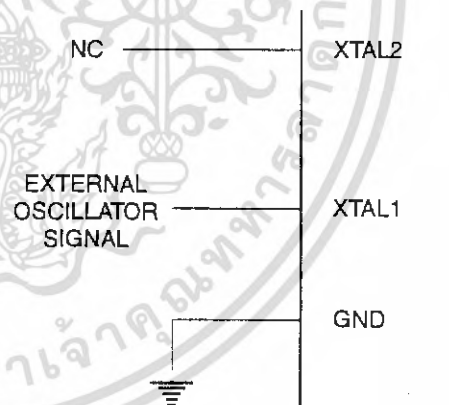 NC
XTAL2
EXTERNAL
OSCILLATOR
SIGNAL
XTAL1
GND